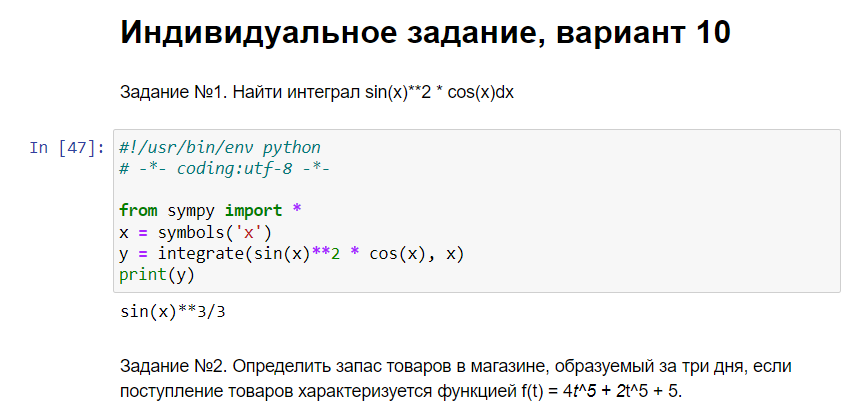 Индивидуальное задание, вариант 10
Задание №1. Найти интеграл sin(x)**2 * cos(x)dx
In [47]:
#!/usr/bin/env python
# -*- coding:utf-8 -*-
from sympy import *
x = symbols('x')
y = integrate(sin(x)**2 * cos(x), x)
print(y)
sin(x)**3/3
Задание №2. Определить запас товаров в магазине, образуемый за три дня, если
поступление товаров характеризуется функцией f(t) = 4t^5 + 2t^5 + 5.